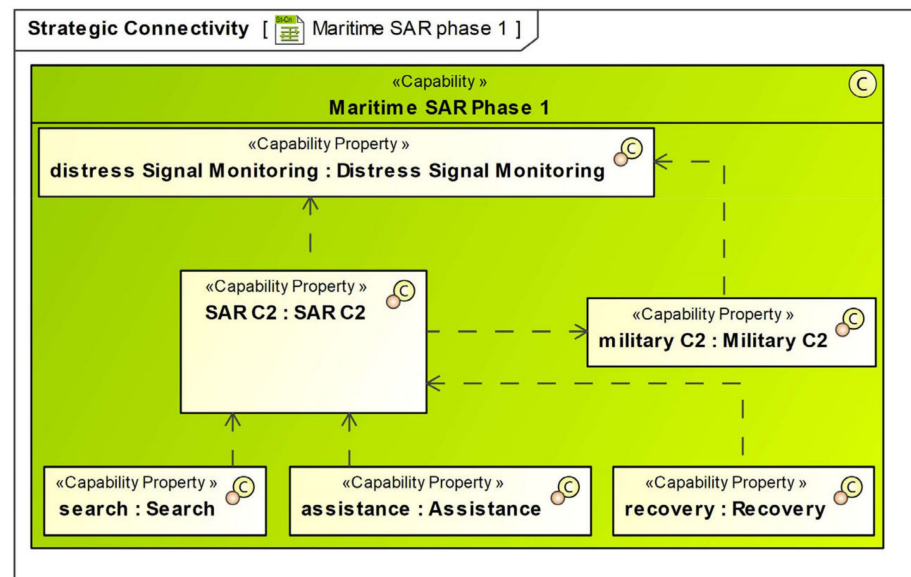 Strategic Connectivity [ St-Cn Maritime SAR phase 1 ]
«Capability »
C
Maritime SAR Phase 1
«Capability Property »
C
distress Signal Monitoring : Distress Signal Monitoring
«Capability Property »
C
SAR C2 : SAR C2
«Capability Property »
C
military C2 : Military C2
«Capability Property »
C
search : Search
«Capability Property »
C
assistance : Assistance
«Capability Property »
C
recovery : Recovery